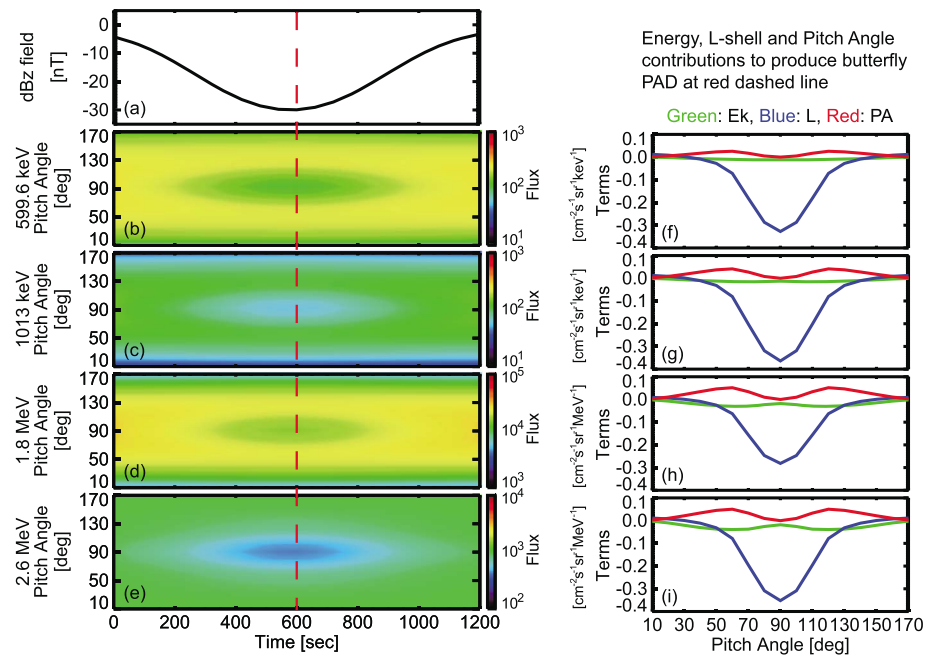 dBz field
[nT]
0
-10
-20
-30
(a)
599.6 keV
Pitch Angle
[deg]
170
130
90
50
10
(b)
10³
10²
10¹
Flux
1013 keV
Pitch Angle
[deg]
170
130
90
50
10
(c)
10³
10²
10¹
Flux
1.8 MeV
Pitch Angle
[deg]
170
130
90
50
10
(d)
10⁵
10⁴
10³
Flux
2.6 MeV
Pitch Angle
[deg]
170
130
90
50
10
(e)
10⁴
10³
10²
Flux
0 200 400 600 800 1000 1200
Time [sec]
Energy, L-shell and Pitch Angle
contributions to produce butterfly
PAD at red dashed line
Green: Ek, Blue: L, Red: PA
[cm⁻²s⁻¹sr⁻¹keV⁻¹]
Terms
0.1
0.0
-0.1
-0.2
-0.3
-0.4
(f)
[cm⁻²s⁻¹sr⁻¹keV⁻¹]
Terms
0.1
0.0
-0.1
-0.2
-0.3
-0.4
(g)
[cm⁻²s⁻¹sr⁻¹MeV⁻¹]
Terms
0.1
0.0
-0.1
-0.2
-0.3
-0.4
(h)
[cm⁻²s⁻¹sr⁻¹MeV⁻¹]
Terms
0.1
0.0
-0.1
-0.2
-0.3
-0.4
(i)
10 30 50 70 90 110 130 150 170
Pitch Angle [deg]